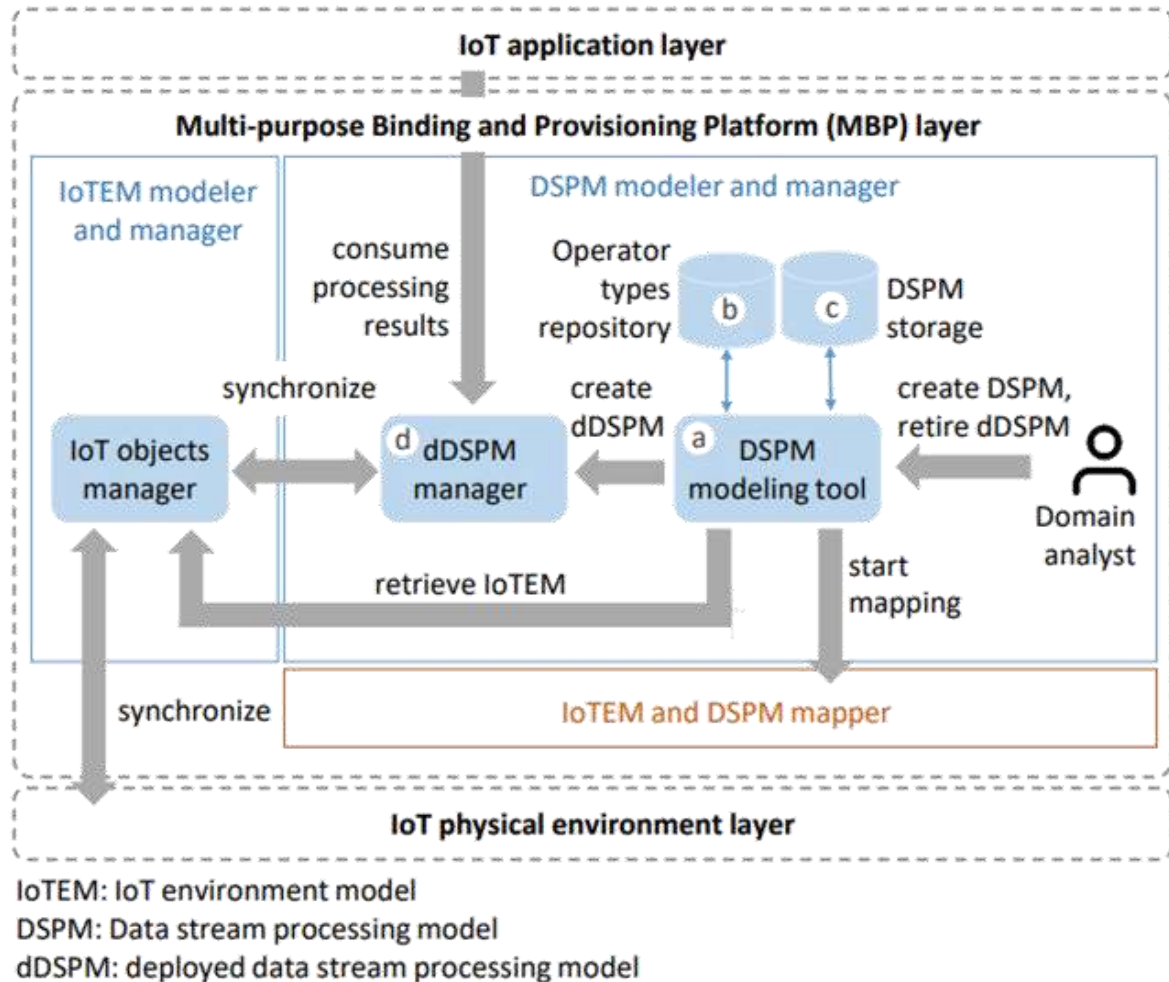 IoT application layer
Multi-purpose Binding and Provisioning Platform (MBP) layer
IoTEM modeler
and manager
DSPM modeler and manager
consume
processing
results
Operator
types
repository
b
c
DSPM
storage
synchronize
create
dDSPM
create DSPM,
retire dDSPM
IoT objects
manager
d
dDSPM
manager
a
DSPM
modeling tool
Domain
analyst
retrieve IoTEM
start
mapping
synchronize
IoTEM and DSPM mapper
IoT physical environment layer
IoTEM: IoT environment model
DSPM: Data stream processing model
dDSPM: deployed data stream processing model